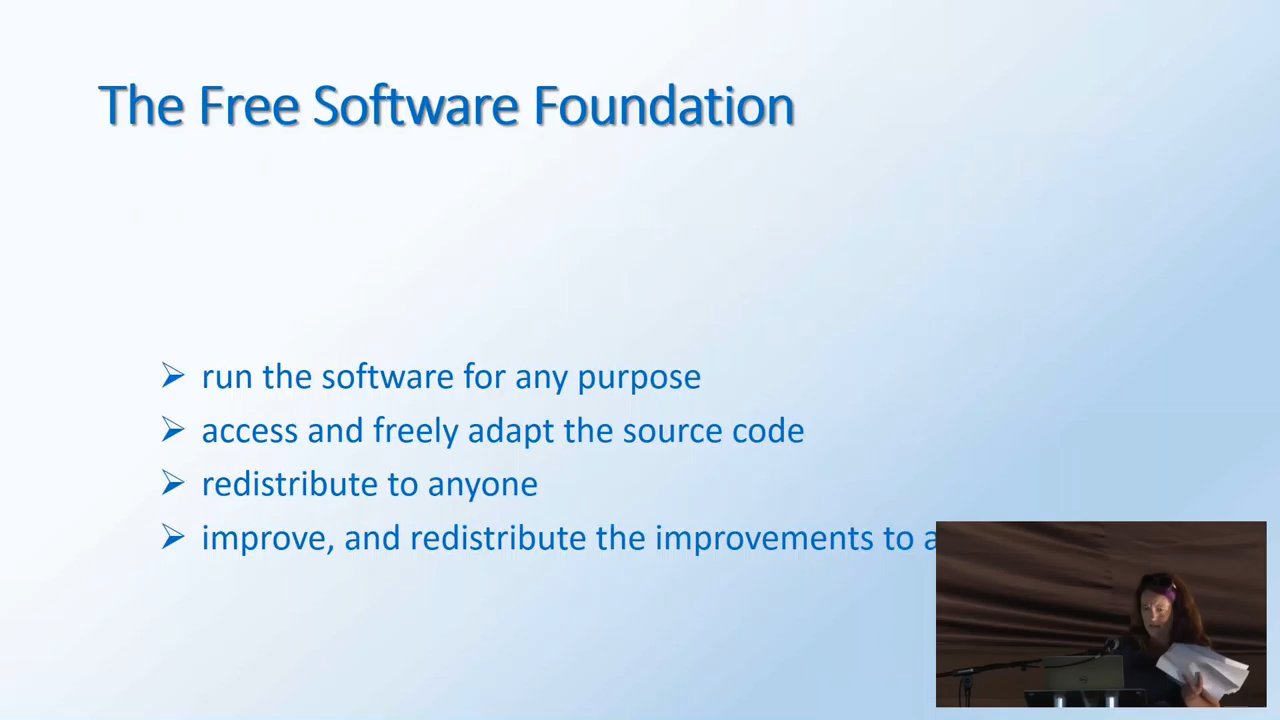 The Free Software Foundation
run the software for any purpose
access and freely adapt the source code
redistribute to anyone
improve, and redistribute the improvements to